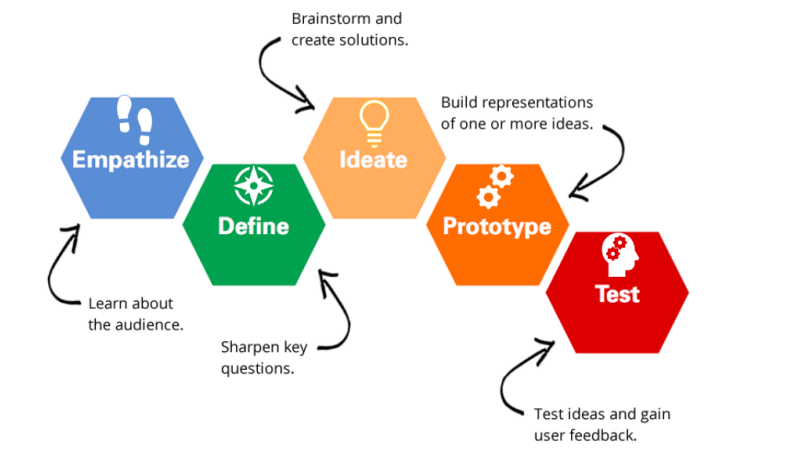 Brainstorm and
create solutions.
Build representations
of one or more ideas.
Empathize
Ideate
Define
Prototype
Test
Learn about
the audience.
Sharpen key
questions.
Test ideas and gain
user feedback.